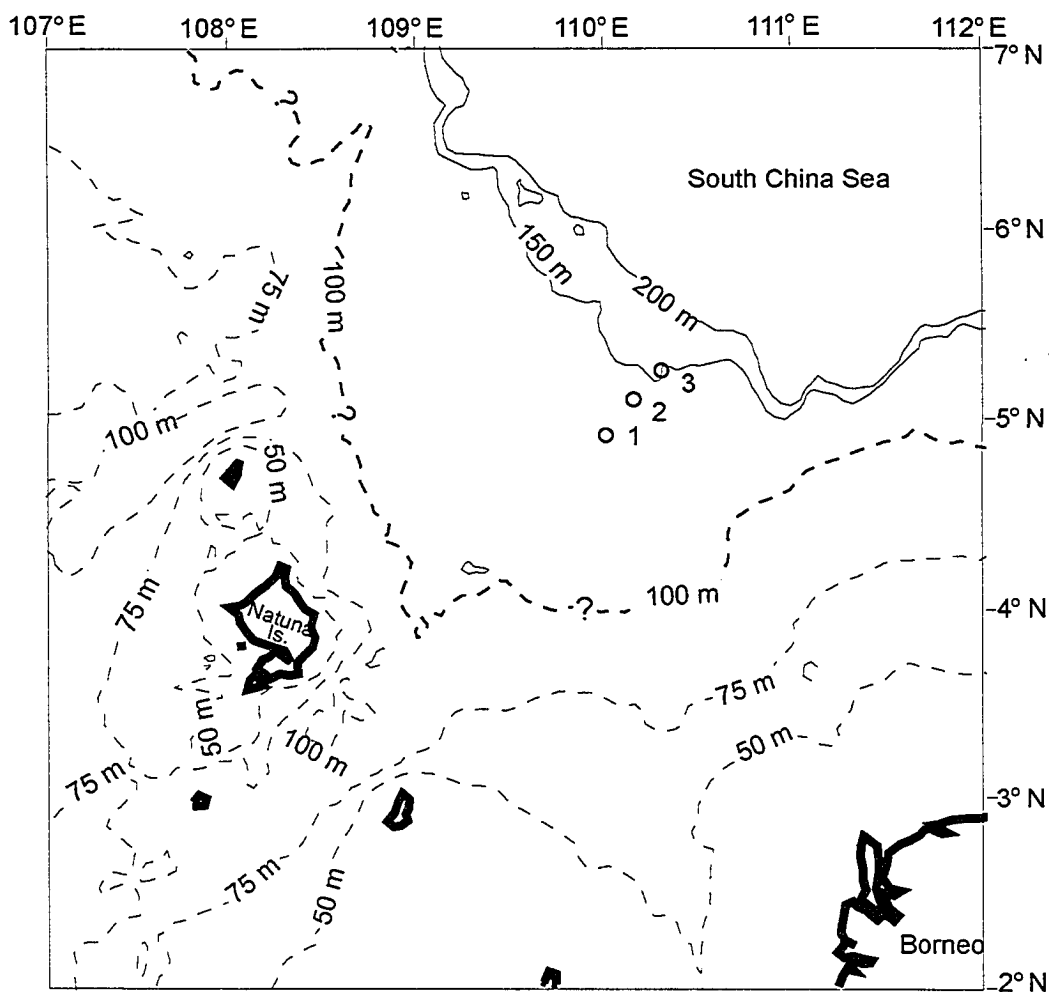 107° E 108° E 109° E 110° E 111° E 112° E
7° N
?
South China Sea
6° N
150 m
75 m
100 m
200 m
3
?
2
5° N
100 m
1
50 m
75 m
100 m
?
4° N
Natuna
Is.
75 m
50 m
50 m
100 m
75 m
3° N
75 m
50 m
Borneo
2° N